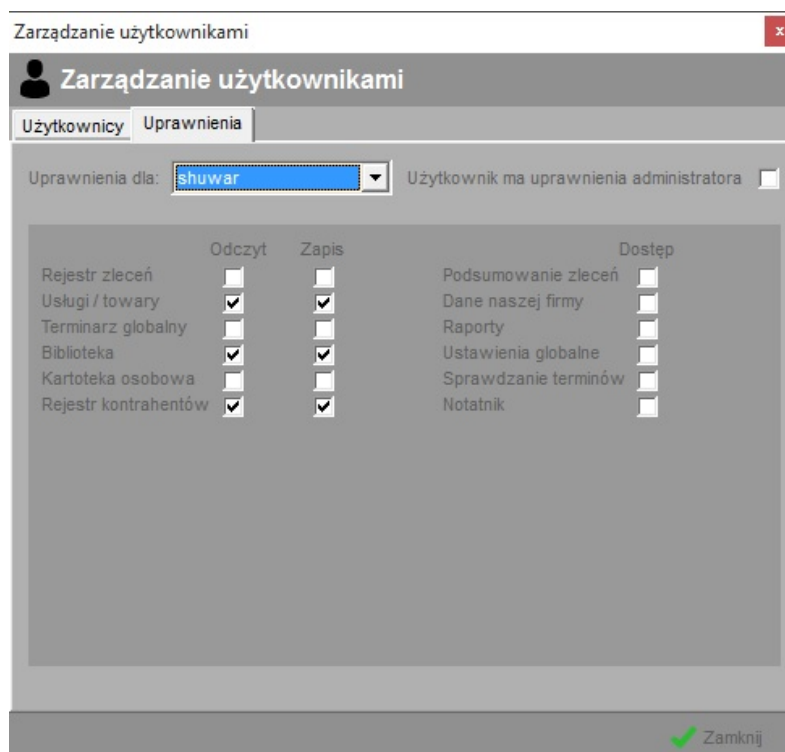 Zarządzanie użytkownikami
x
Zarządzanie użytkownikami
Użytkownicy Uprawnienia
Uprawnienia dla: shuwar Użytkownik ma uprawnienia administratora
Odczyt Zapis Dostęp
Rejestr zleceń Podsumowanie zleceń
Usługi / towary Dane naszej firmy
Terminarz globalny Raporty
Biblioteka Ustawienia globalne
Kartoteka osobowa Sprawdzanie terminów
Rejestr kontrahentów Notatnik
Zamknij